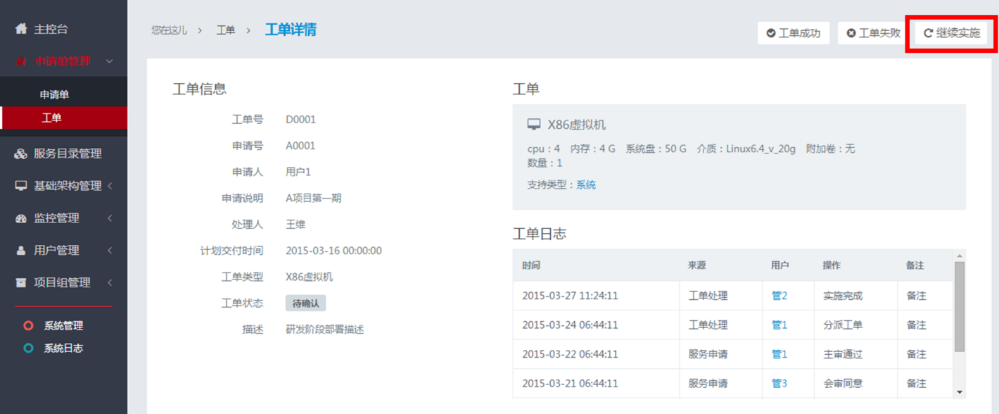 主控台
申请单管理
申请单
工单
服务目录管理
基础架构管理
监控管理
用户管理
项目组管理
系统管理
系统日志
您在这儿 > 工单 > 工单详情
工单成功 工单失败 继续实施
工单信息
工单号 D0001
申请号 A0001
申请人 用户1
申请说明 A项目第一期
处理人 王维
计划交付时间 2015-03-16 00:00:00
工单类型 X86虚拟机
工单状态 待确认
描述 研发阶段部署描述
工单
X86虚拟机
cpu：4 内存：4 G 系统盘：50 G 介质：Linux6.4_v_20g 附加卷：无
数量：1
支持类型：系统
工单日志
时间 来源 用户 操作 备注
2015-03-27 11:24:11 工单处理 管2 实施完成 备注
2015-03-24 06:44:11 工单处理 管1 分派工单 备注
2015-03-22 06:44:11 服务申请 管1 主审通过 备注
2015-03-21 06:44:11 服务申请 管3 会审同意 备注